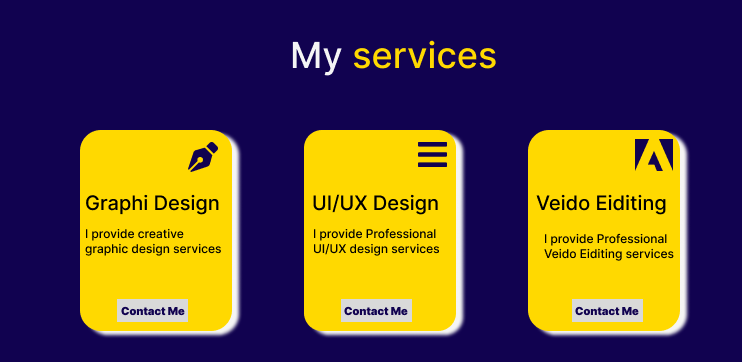 My services
Graphi Design
I provide creative
graphic design services
Contact Me
UI/UX Design
I provide Professional
UI/UX design services
Contact Me
Veido Eiditing
I provide Professional
Veido Eiditing services
Contact Me